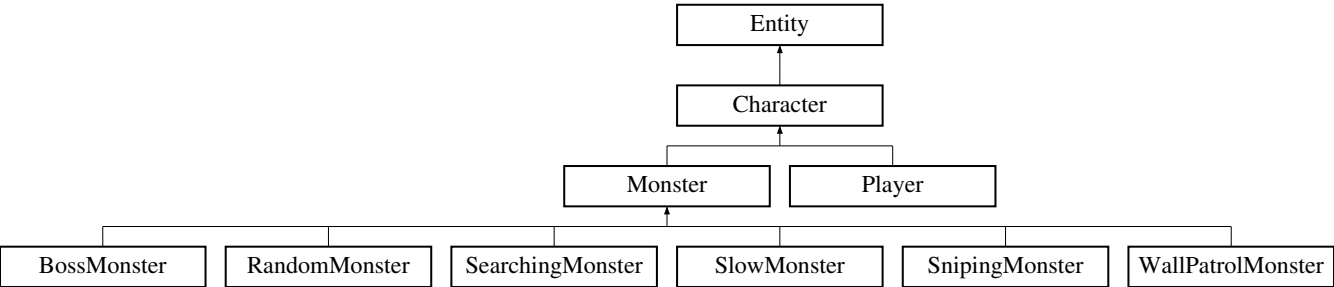 Entity
Character
Monster
Player
BossMonster
RandomMonster
SearchingMonster
SlowMonster
SnipingMonster
WallPatrolMonster